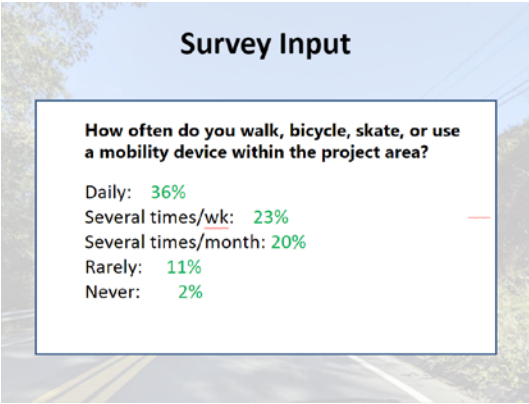 Survey Input
How often do you walk, bicycle, skate, or use
a mobility device within the project area?
Daily: 36%
Several times/wk: 23%
Several times/month: 20%
Rarely: 11%
Never: 2%